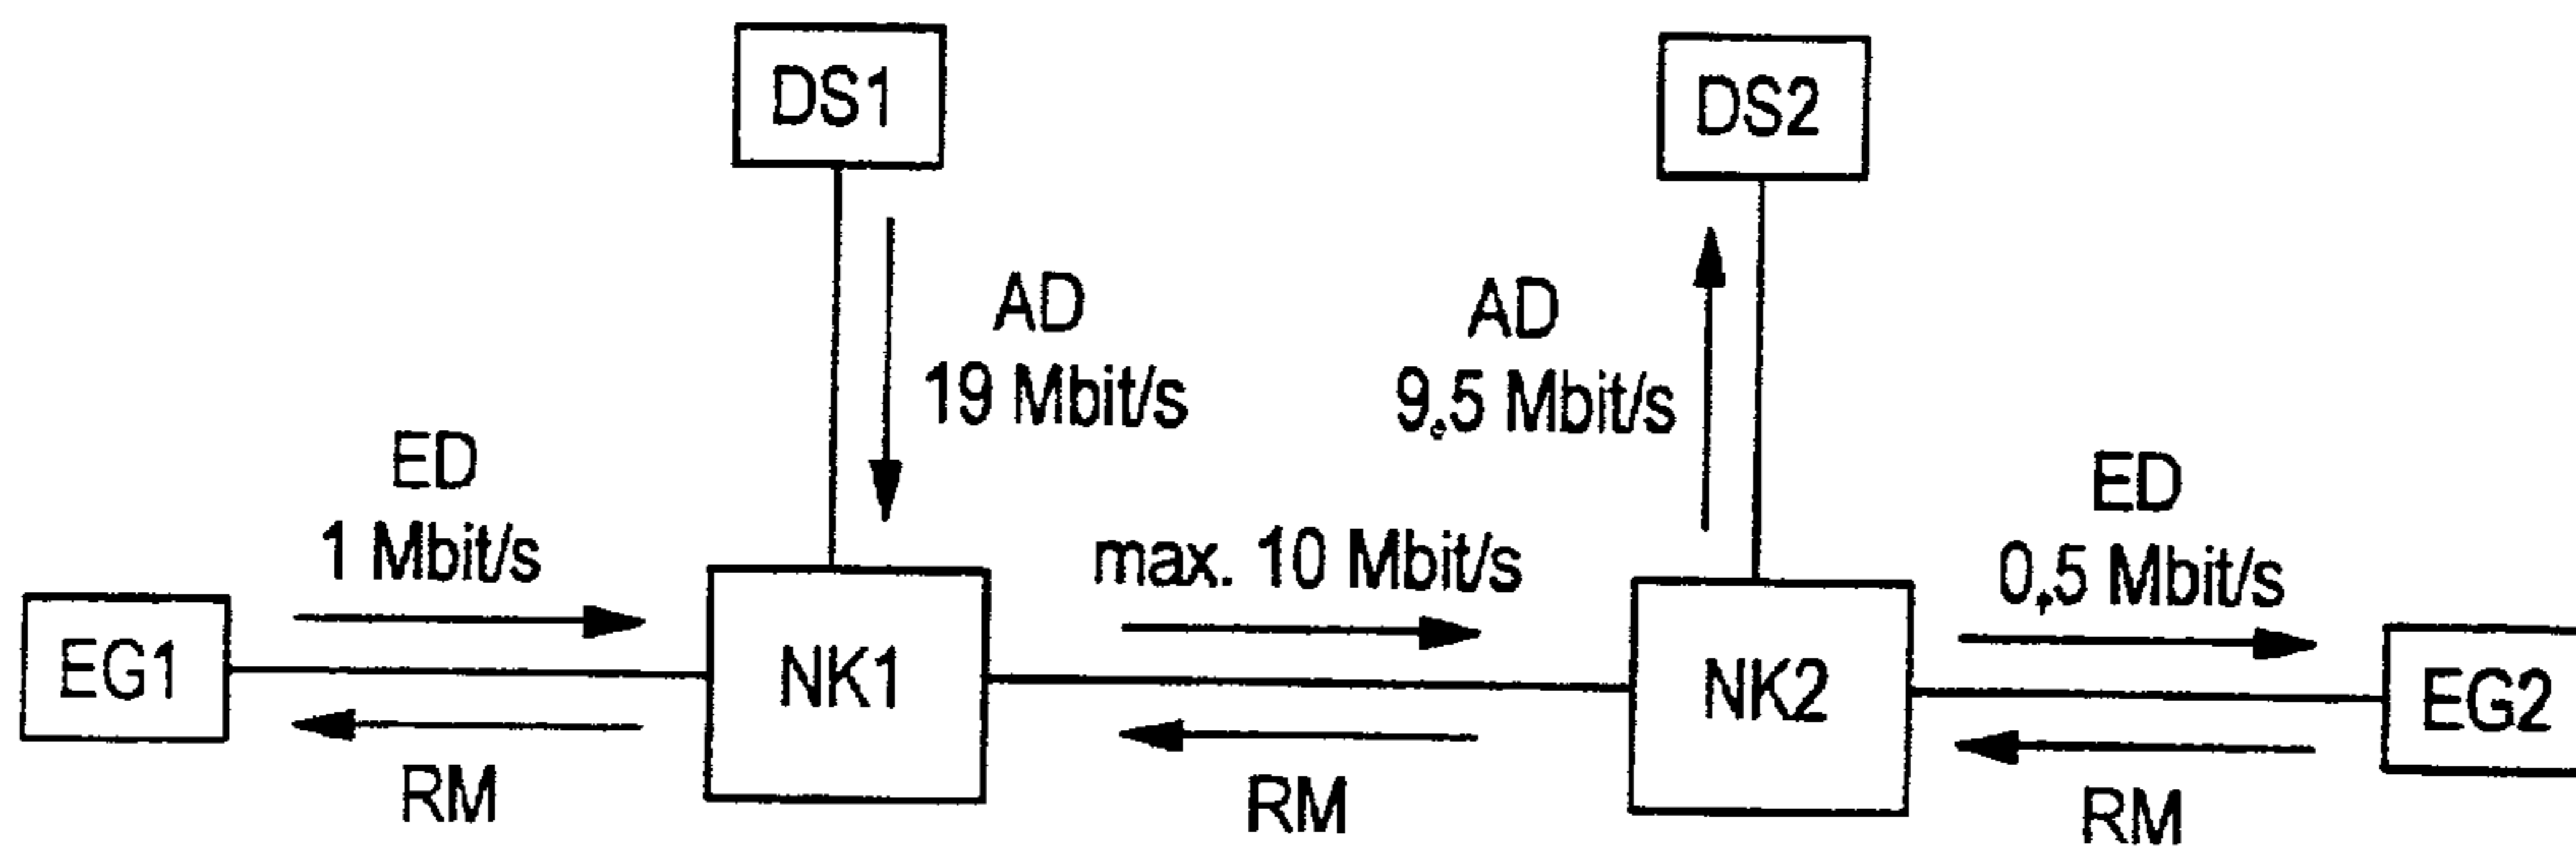 DS1
DS2
AD
19 Mbit/s
AD
9,5 Mbit/s
ED
1 Mbit/s
max. 10 Mbit/s
ED
0,5 Mbit/s
EG1
NK1
NK2
EG2
RM
RM
RM